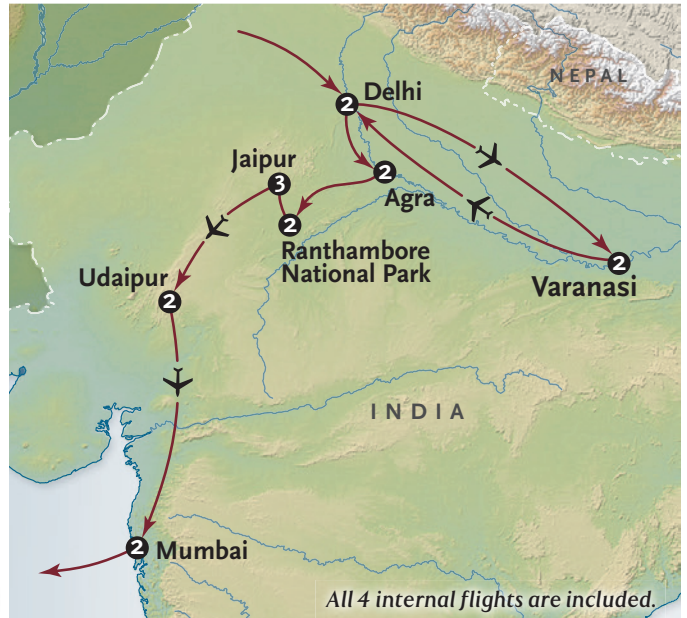 NEPAL
2 Delhi
Jaipur
3
2
Agra
2
Ranthambore
National Park
2
Varanasi
Udaipur
2
INDIA
2 Mumbai
All 4 internal flights are included.